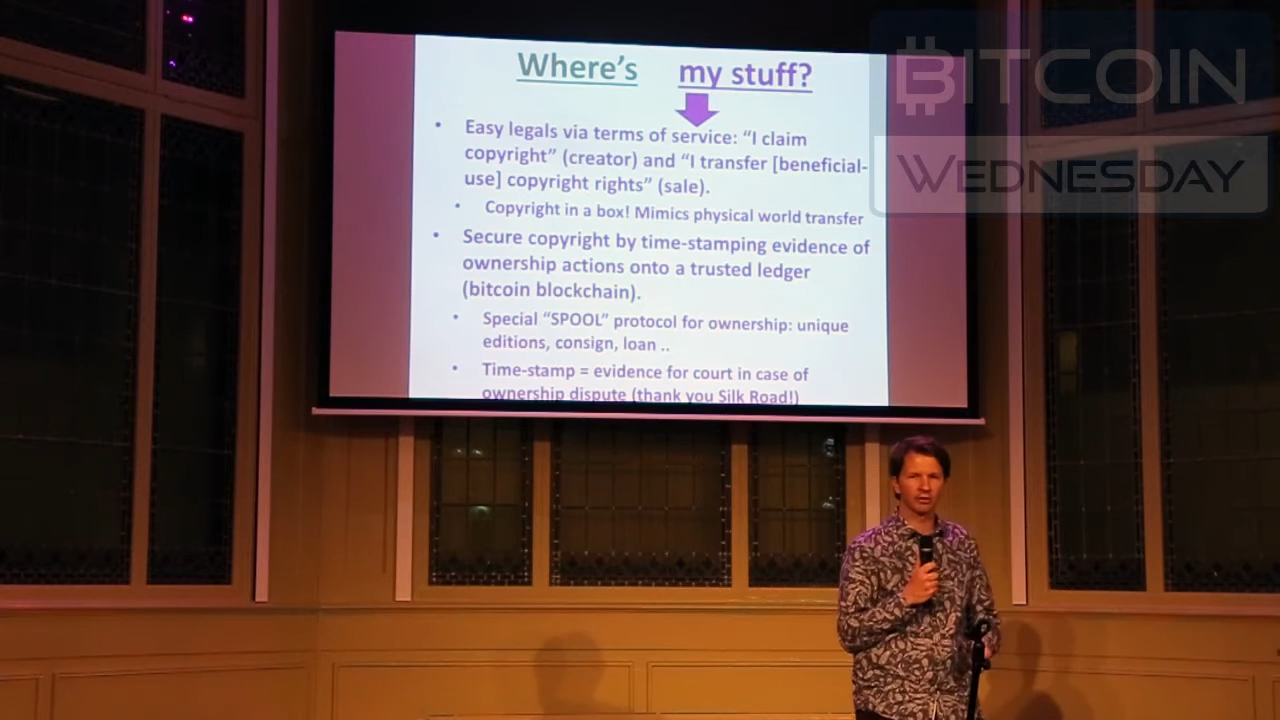 Where's my stuff?
BITCOIN
WEDNESDAY
• Easy legals via terms of service: “I claim
copyright” (creator) and “I transfer [beneficial-
use] copyright rights” (sale).
• Copyright in a box! Mimics physical world transfer
• Secure copyright by time-stamping evidence of
ownership actions onto a trusted ledger
(bitcoin blockchain).
• Special “SPOOL” protocol for ownership: unique
editions, consign, loan ..
• Time-stamp = evidence for court in case of
ownership dispute (thank you Silk Road!)